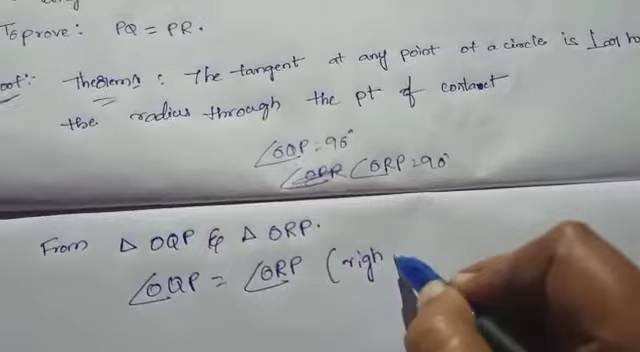 To prove: PQ = PR.
oof:- Theorem: The tangent at any point of a circle is
the radius through the pt of contact
∠OQP = 90°
∠ORP = 90°
From △ OQP & △ ORP.
∠OQP = ∠ORP (righ